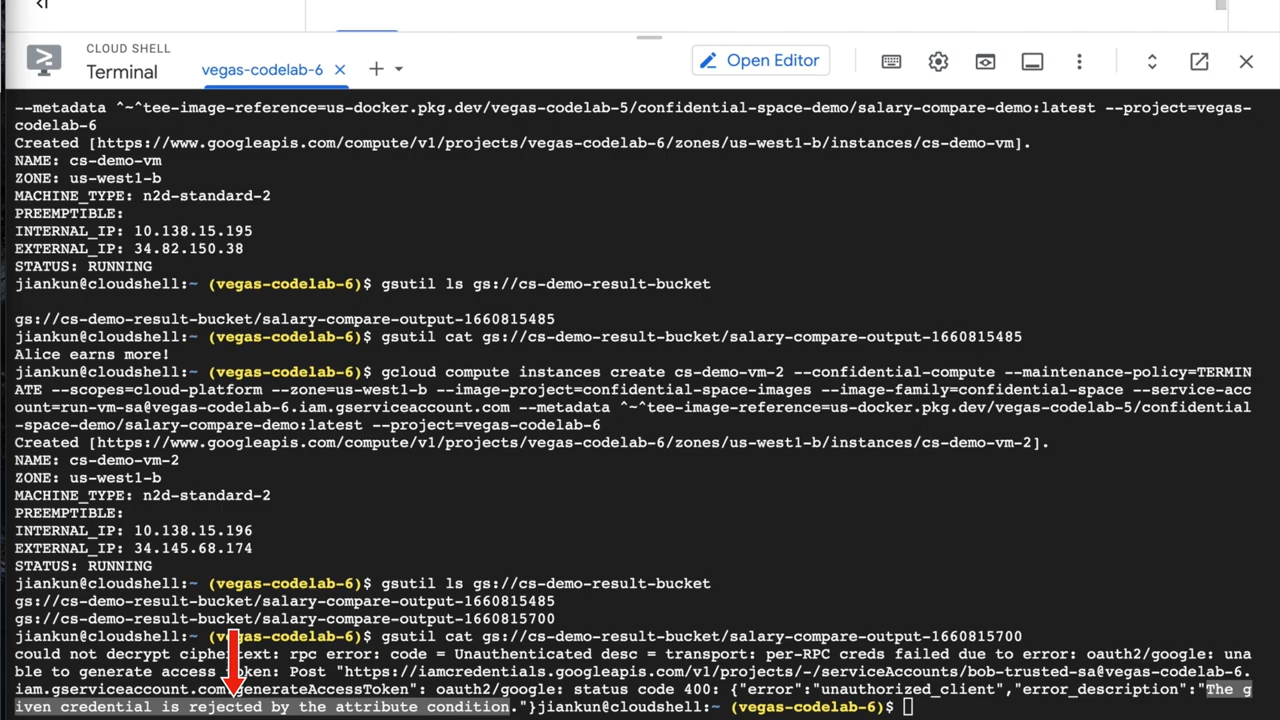 CLOUD SHELL
Terminal
vegas-codelab-6
Open Editor
--metadata ^~^tee-image-reference=us-docker.pkg.dev/vegas-codelab-5/confidential-space-demo/salary-compare-demo:latest --project=vegas-
codelab-6
Created [https://www.googleapis.com/compute/v1/projects/vegas-codelab-6/zones/us-west1-b/instances/cs-demo-vm].
NAME: cs-demo-vm
ZONE: us-west1-b
MACHINE_TYPE: n2d-standard-2
PREEMPTIBLE:
INTERNAL_IP: 10.138.15.195
EXTERNAL_IP: 34.82.150.38
STATUS: RUNNING
jiankun@cloudshell:~ (vegas-codelab-6)$ gsutil ls gs://cs-demo-result-bucket
gs://cs-demo-result-bucket/salary-compare-output-1660815485
jiankun@cloudshell:~ (vegas-codelab-6)$ gsutil cat gs://cs-demo-result-bucket/salary-compare-output-1660815485
Alice earns more!
jiankun@cloudshell:~ (vegas-codelab-6)$ gcloud compute instances create cs-demo-vm-2 --confidential-compute --maintenance-policy=TERMIN
ATE --scopes=cloud-platform --zone=us-west1-b --image-project=confidential-space-images --image-family=confidential-space --service-acc
ount=run-vm-sa@vegas-codelab-6.iam.gserviceaccount.com --metadata ^~^tee-image-reference=us-docker.pkg.dev/vegas-codelab-5/confidential
-space-demo/salary-compare-demo:latest --project=vegas-codelab-6
Created [https://www.googleapis.com/compute/v1/projects/vegas-codelab-6/zones/us-west1-b/instances/cs-demo-vm-2].
NAME: cs-demo-vm-2
ZONE: us-west1-b
MACHINE_TYPE: n2d-standard-2
PREEMPTIBLE:
INTERNAL_IP: 10.138.15.196
EXTERNAL_IP: 34.145.68.174
STATUS: RUNNING
jiankun@cloudshell:~ (vegas-codelab-6)$ gsutil ls gs://cs-demo-result-bucket
gs://cs-demo-result-bucket/salary-compare-output-1660815485
gs://cs-demo-result-bucket/salary-compare-output-1660815700
jiankun@cloudshell:~ (vegas-codelab-6)$ gsutil cat gs://cs-demo-result-bucket/salary-compare-output-1660815700
could not decrypt ciphertext: rpc error: code = Unauthenticated desc = transport: per-RPC creds failed due to error: oauth2/google: una
ble to generate access token: Post "https://iamcredentials.googleapis.com/v1/projects/-/serviceAccounts/bob-trusted-sa@vegas-codelab-6.
iam.gserviceaccount.com:generateAccessToken": oauth2/google: status code 400: {"error":"unauthorized_client","error_description":"The g
iven credential is rejected by the attribute condition."}jiankun@cloudshell:~ (vegas-codelab-6)$